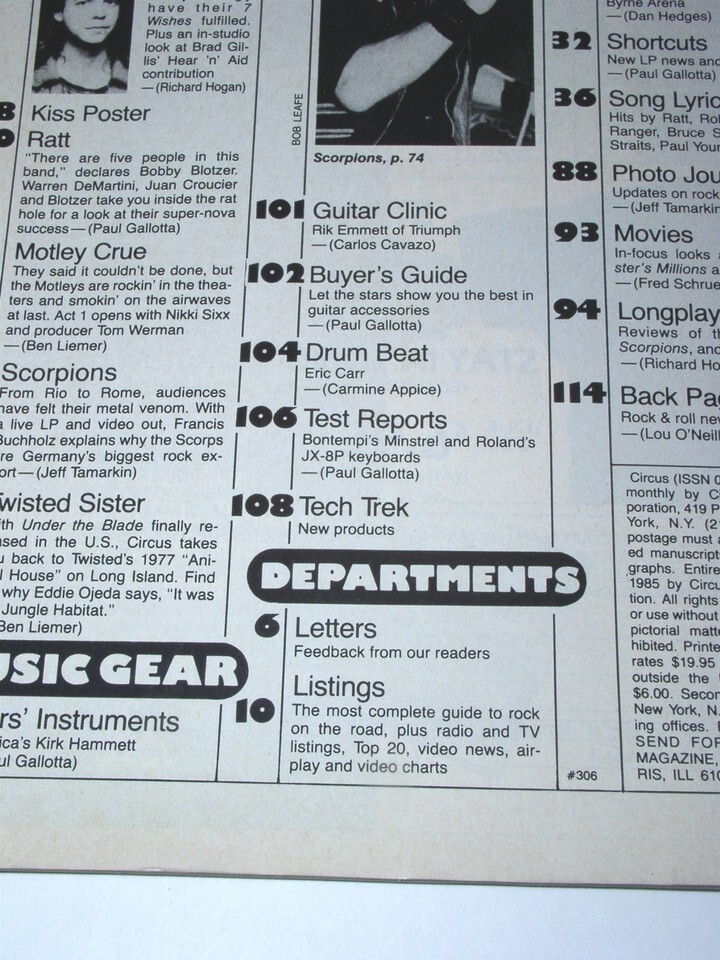 have their 7
Wishes fulfilled.
Plus an in-studio
look at Brad Gil-
lis' Hear 'n' Aid
contribution
—(Richard Hogan)
8 Kiss Poster
Ratt
"There are five people in this
band," declares Bobby Blotzer.
Warren DeMartini, Juan Croucier
and Blotzer take you inside the rat
hole for a look at their super-nova
success—(Paul Gallotta)
Motley Crue
They said it couldn't be done, but
the Motleys are rockin' in the thea-
ters and smokin' on the airwaves
at last. Act 1 opens with Nikki Sixx
and producer Tom Werman
—(Ben Liemer)
Scorpions
From Rio to Rome, audiences
have felt their metal venom. With
a live LP and video out, Francis
Buchholz explains why the Scorps
re Germany's biggest rock ex-
ort—(Jeff Tamarkin)
Twisted Sister
ith Under the Blade finally re-
ased in the U.S., Circus takes
u back to Twisted's 1977 "Ani-
l House" on Long Island. Find
why Eddie Ojeda says, "It was
Jungle Habitat."
Ben Liemer)
USIC GEAR
rs' Instruments
ica's Kirk Hammett
ul Gallotta)
BOB LEAFE
Scorpions, p. 74
101 Guitar Clinic
Rik Emmett of Triumph
—(Carlos Cavazo)
102 Buyer's Guide
Let the stars show you the best in
guitar accessories
—(Paul Gallotta)
104 Drum Beat
Eric Carr
—(Carmine Appice)
106 Test Reports
Bontempi's Minstrel and Roland's
JX-8P keyboards
—(Paul Gallotta)
108 Tech Trek
New products
DEPARTMENTS
6 Letters
Feedback from our readers
10 Listings
The most complete guide to rock
on the road, plus radio and TV
listings, Top 20, video news, air-
play and video charts
Byrne Arena
—(Dan Hedges)
32 Shortcuts
New LP news and
—(Paul Gallotta)
36 Song Lyric
Hits by Ratt, Ro
Ranger, Bruce S
Straits, Paul Your
88 Photo Jou
Updates on rock
—(Jeff Tamarkin
93 Movies
In-focus looks
ster's Millions a
—(Fred Schrue
94 Longplay
Reviews of t
Scorpions, and
—(Richard Ho
114 Back Pag
Rock & roll nev
—(Lou O'Neill
Circus (ISSN 0
monthly by C
poration, 419 P
York, N.Y. (2
postage must a
ed manuscript
graphs. Entire
1985 by Circu
tion. All rights
or use without
pictorial matte
hibited. Printe
rates $19.95
outside the
$6.00. Secon
New York, N.
ing offices.
SEND FOR
MAGAZINE,
RIS, ILL 610
#306